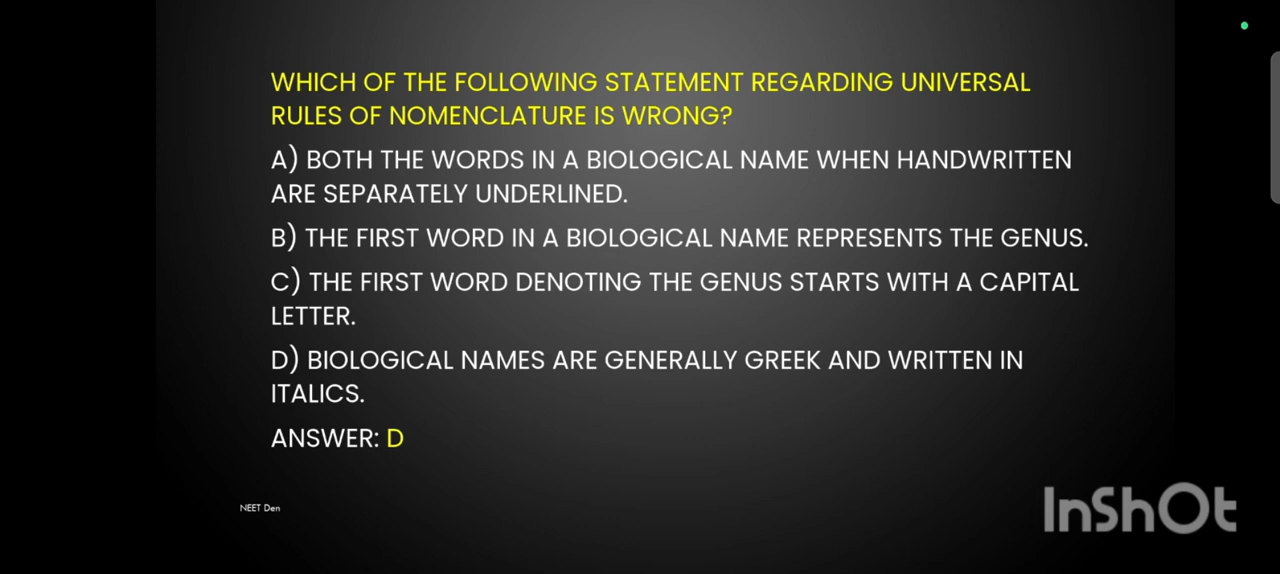 WHICH OF THE FOLLOWING STATEMENT REGARDING UNIVERSAL
RULES OF NOMENCLATURE IS WRONG?
A) BOTH THE WORDS IN A BIOLOGICAL NAME WHEN HANDWRITTEN
ARE SEPARATELY UNDERLINED.
B) THE FIRST WORD IN A BIOLOGICAL NAME REPRESENTS THE GENUS.
C) THE FIRST WORD DENOTING THE GENUS STARTS WITH A CAPITAL
LETTER.
D) BIOLOGICAL NAMES ARE GENERALLY GREEK AND WRITTEN IN
ITALICS.
ANSWER: D
NEET Den
InShOt